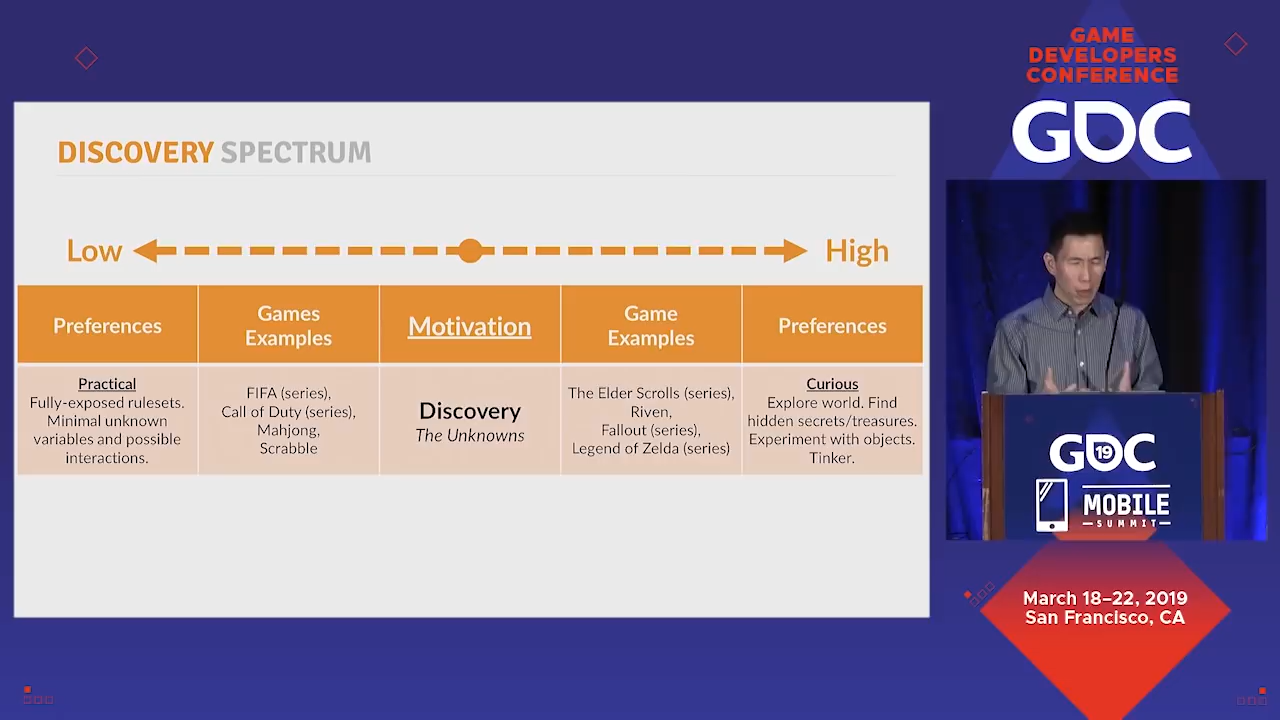 GAME
DEVELOPERS
CONFERENCE
GDC
DISCOVERY SPECTRUM
Low
High
Preferences
Games
Examples
Motivation
Game
Examples
Preferences
Practical
Fully-exposed rulesets.
Minimal unknown
variables and possible
interactions.
FIFA (series),
Call of Duty (series),
Mahjong,
Scrabble
Discovery
The Unknowns
The Elder Scrolls (series),
Riven,
Fallout (series),
Legend of Zelda (series)
Curious
Explore world. Find
hidden secrets/treasures.
Experiment with objects.
Tinker.
GDC
19
MOBILE
SUMMIT
March 18–22, 2019
San Francisco, CA